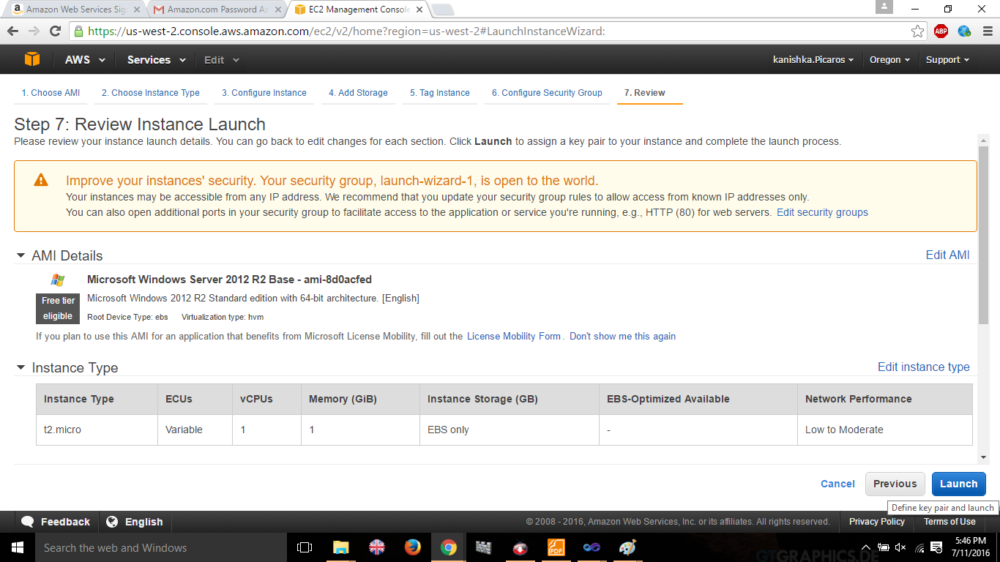 Amazon Web Services Sig
Amazon.com Password As
EC2 Management Console
https://us-west-2.console.aws.amazon.com/ec2/v2/home?region=us-west-2#LaunchInstanceWizard:
ABP
AWS Services Edit kanishka.Picaros Oregon Support
1. Choose AMI 2. Choose Instance Type 3. Configure Instance 4. Add Storage 5. Tag Instance 6. Configure Security Group 7. Review
Step 7: Review Instance Launch
Please review your instance launch details. You can go back to edit changes for each section. Click Launch to assign a key pair to your instance and complete the launch process.
Improve your instances' security. Your security group, launch-wizard-1, is open to the world.
Your instances may be accessible from any IP address. We recommend that you update your security group rules to allow access from known IP addresses only.
You can also open additional ports in your security group to facilitate access to the application or service you're running, e.g., HTTP (80) for web servers. Edit security groups
AMI Details Edit AMI
Microsoft Windows Server 2012 R2 Base - ami-8d0acfed
Free tier eligible
Microsoft Windows 2012 R2 Standard edition with 64-bit architecture. [English]
Root Device Type: ebs Virtualization type: hvm
If you plan to use this AMI for an application that benefits from Microsoft License Mobility, fill out the License Mobility Form . Don't show me this again
Instance Type Edit instance type
Instance Type ECUs vCPUs Memory (GiB) Instance Storage (GB) EBS-Optimized Available Network Performance
t2.micro Variable 1 1 EBS only - Low to Moderate
Cancel Previous Launch
Define key pair and launch
Feedback English © 2008 - 2016, Amazon Web Services, Inc. or its affiliates. All rights reserved. Privacy Policy Terms of Use
Search the web and Windows
PDF
5:46 PM
7/11/2016
GTGRAPHICS.DE